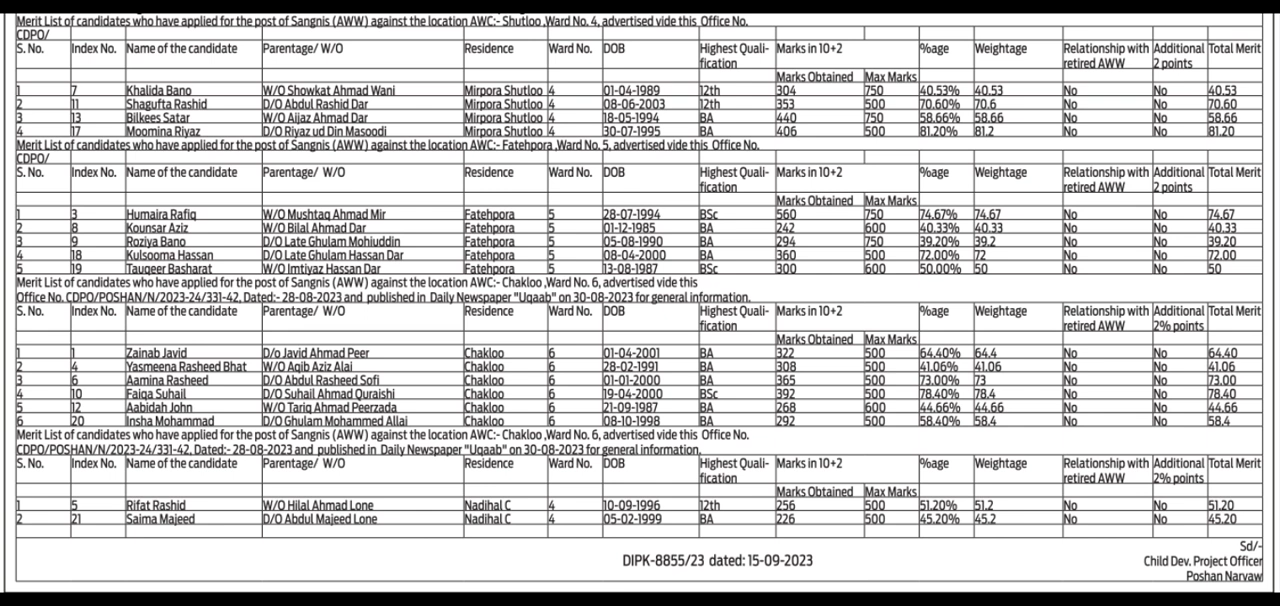 Merit List of candidates who have applied for the post of Sangnis (AWW) against the location AWC:- Shutloo ,Ward No. 4, advertised vide this Office No.
CDPO/
S. No. Index No. Name of the candidate Parentage/ W/O Residence Ward No. DOB Highest Quali-fication Marks in 10+2 %age Weightage Relationship with retired AWW Additional 2 points Total Merit
Marks Obtained Max Marks
1 7 Khalida Bano W/O Showkat Ahmad Wani Mirpora Shutloo 4 01-04-1989 12th 304 750 40.53% 40.53 No No 40.53
2 11 Shagufta Rashid D/O Abdul Rashid Dar Mirpora Shutloo 4 08-06-2003 12th 353 500 70.60% 70.6 No No 70.60
3 13 Bilkees Satar W/O Aijaz Ahmad Dar Mirpora Shutloo 4 18-05-1994 BA 440 750 58.66% 58.66 No No 58.66
4 17 Moomina Riyaz D/O Riyaz ud Din Masoodi Mirpora Shutloo 4 30-07-1995 BA 406 500 81.20% 81.2 No No 81.20
Merit List of candidates who have applied for the post of Sangnis (AWW) against the location AWC:- Fatehpora ,Ward No. 5, advertised vide this Office No.
CDPO/
S. No. Index No. Name of the candidate Parentage/ W/O Residence Ward No. DOB Highest Quali-fication Marks in 10+2 %age Weightage Relationship with retired AWW Additional 2 points Total Merit
Marks Obtained Max Marks
1 3 Humaira Rafiq W/O Mushtaq Ahmad Mir Fatehpora 5 28-07-1994 BSc 560 750 74.67% 74.67 No No 74.67
2 8 Kounsar Aziz W/O Bilal Ahmad Dar Fatehpora 5 01-12-1985 BA 242 600 40.33% 40.33 No No 40.33
3 9 Roziya Bano D/O Late Ghulam Mohiuddin Fatehpora 5 05-08-1990 BA 294 750 39.20% 39.2 No No 39.20
4 18 Kulsooma Hassan D/O Late Ghulam Hassan Dar Fatehpora 5 08-04-2000 BA 360 500 72.00% 72 No No 72.00
5 19 Tauqeer Basharat W/O Imtiyaz Hassan Dar Fatehpora 5 13-08-1987 BSc 300 600 50.00% 50 No No 50
Merit List of candidates who have applied for the post of Sangnis (AWW) against the location AWC:- Chakloo ,Ward No. 6, advertised vide this
Office No. CDPO/POSHAN/N/2023-24/331-42, Dated:- 28-08-2023 and published in Daily Newspaper "Uqaab" on 30-08-2023 for general information.
S. No. Index No. Name of the candidate Parentage/ W/O Residence Ward No. DOB Highest Quali-fication Marks in 10+2 %age Weightage Relationship with retired AWW Additional 2% points Total Merit
Marks Obtained Max Marks
1 1 Zainab Javid D/o Javid Ahmad Peer Chakloo 6 01-04-2001 BA 322 500 64.40% 64.4 No No 64.40
2 4 Yasmeena Rasheed Bhat W/O Aqib Aziz Alai Chakloo 6 28-02-1991 BA 308 500 41.06% 41.06 No No 41.06
3 6 Aamina Rasheed D/O Abdul Rasheed Sofi Chakloo 6 01-01-2000 BA 365 500 73.00% 73 No No 73.00
4 10 Faiqa Suhail D/O Suhail Ahmad Quraishi Chakloo 6 19-04-2000 BSc 392 500 78.40% 78.4 No No 78.40
5 12 Aabidah John W/O Tariq Ahmad Peerzada Chakloo 6 21-09-1987 BA 268 600 44.66% 44.66 No No 44.66
6 20 Insha Mohammad D/O Ghulam Mohammed Allai Chakloo 6 08-10-1998 BA 292 500 58.40% 58.4 No No 58.4
Merit List of candidates who have applied for the post of Sangnis (AWW) against the location AWC:- Chakloo ,Ward No. 6, advertised vide this Office No.
CDPO/POSHAN/N/2023-24/331-42, Dated:- 28-08-2023 and published in Daily Newspaper "Uqaab" on 30-08-2023 for general information.
S. No. Index No. Name of the candidate Parentage/ W/O Residence Ward No. DOB Highest Quali-fication Marks in 10+2 %age Weightage Relationship with retired AWW Additional 2% points Total Merit
Marks Obtained Max Marks
1 5 Rifat Rashid W/O Hilal Ahmad Lone Nadihal C 4 10-09-1996 12th 256 500 51.20% 51.2 No No 51.20
2 21 Saima Majeed D/O Abdul Majeed Lone Nadihal C 4 05-02-1999 BA 226 500 45.20% 45.2 No No 45.20
Sd/-
DIPK-8855/23 dated: 15-09-2023 Child Dev. Project Officer
Poshan Narvaw